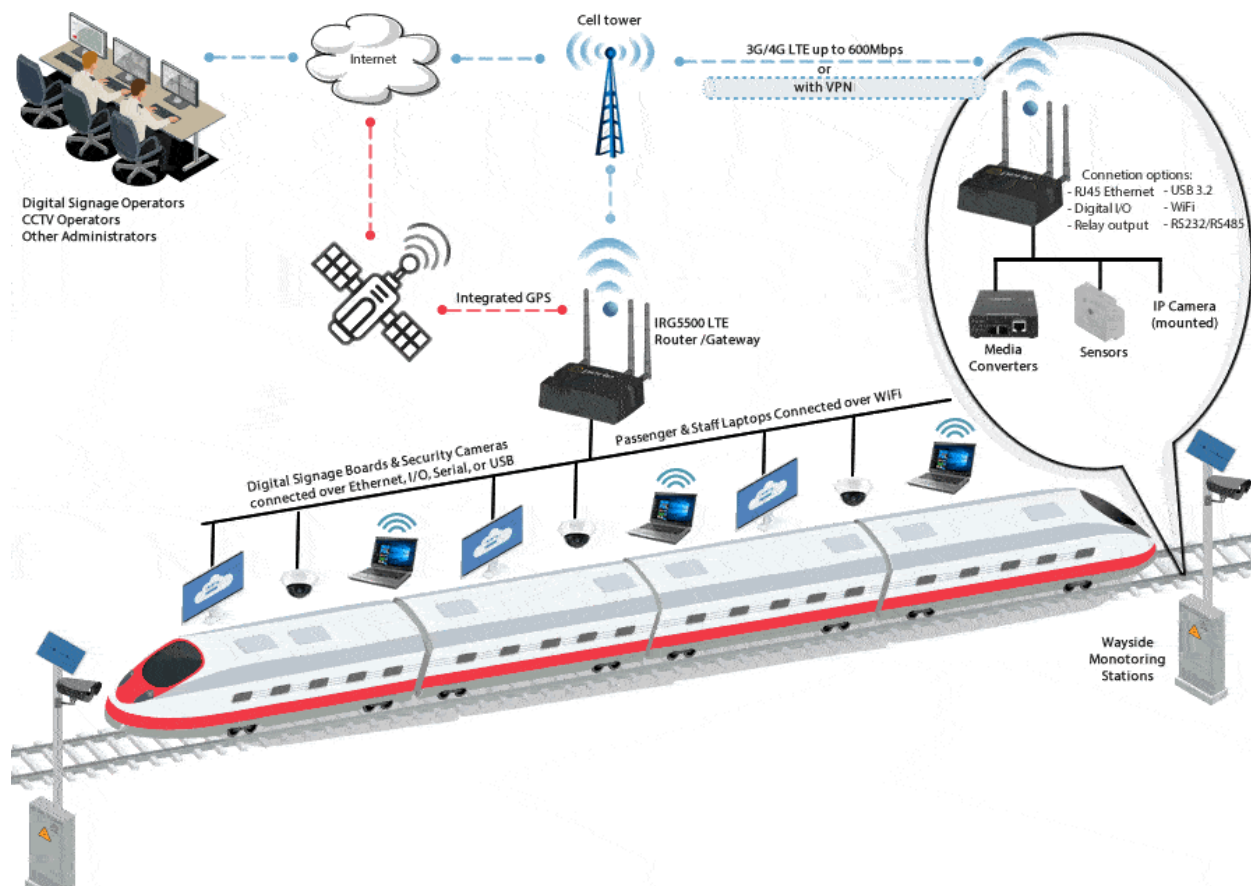 Cell tower
Internet
3G/4G LTE up to 600Mbps
or
with VPN
Digital Signage Operators
CCTV Operators
Other Administrators
Connetion options:
- RJ45 Ethernet - USB 3.2
- Digital I/O - WiFi
- Relay output - RS232/RS485
Integrated GPS
IRG5500 LTE
Router /Gateway
Media
Converters
Sensors
IP Camera
(mounted)
Digital Signage Boards & Security Cameras
connected over Ethernet, I/O, Serial, or USB
Passenger & Staff Laptops Connected over WiFi
Wayside
Monotoring
Stations